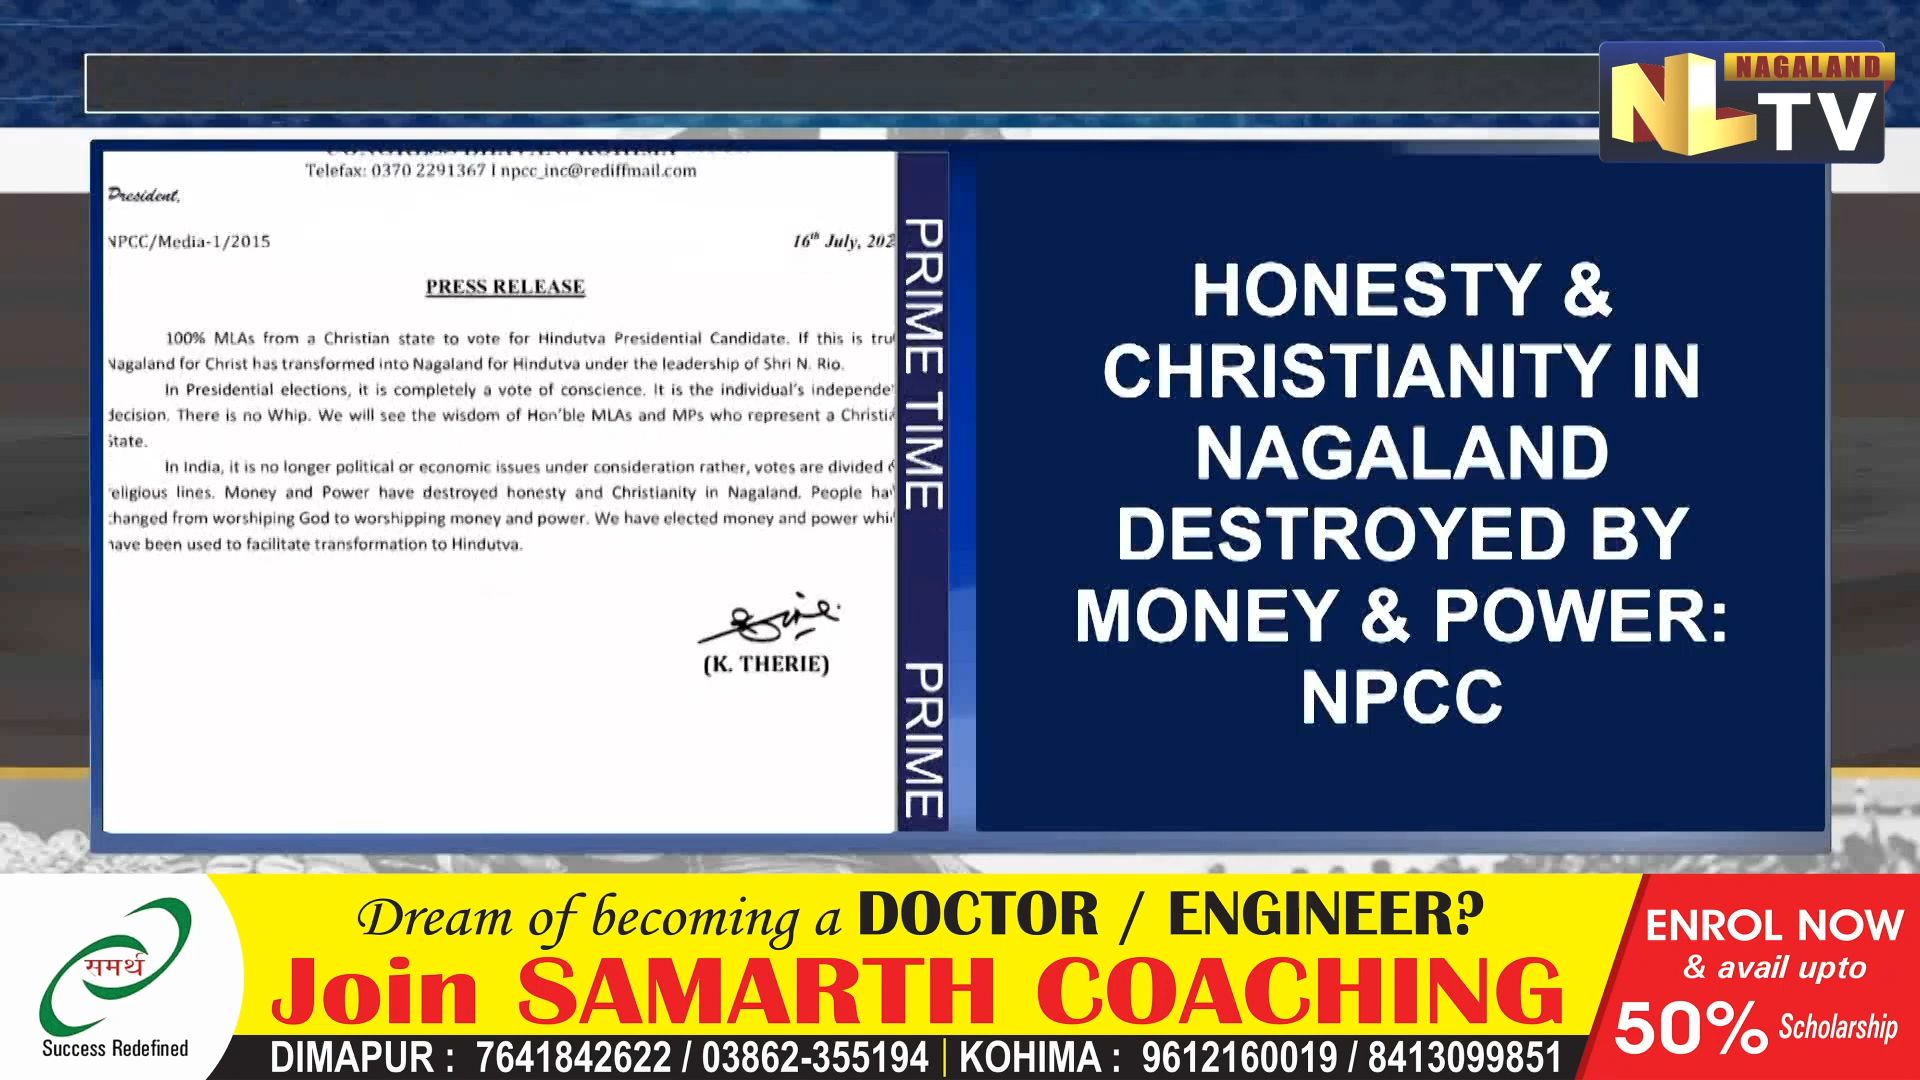 NAGALAND
NL TV
Telefax: 0370 2291367 | npcc_inc@rediffmail.com
President,
NPCC/Media-1/2015
16th July, 202
PRESS RELEASE
100% MLAs from a Christian state to vote for Hindutva Presidential Candidate. If this is tru
Nagaland for Christ has transformed into Nagaland for Hindutva under the leadership of Shri N. Rio.
In Presidential elections, it is completely a vote of conscience. It is the individual's independe
decision. There is no Whip. We will see the wisdom of Hon'ble MLAs and MPs who represent a Christi
State.
In India, it is no longer political or economic issues under consideration rather, votes are divided
religious lines. Money and Power have destroyed honesty and Christianity in Nagaland. People ha
changed from worshiping God to worshipping money and power. We have elected money and power whi
have been used to facilitate transformation to Hindutva.
(K. THERIE)
PRIME TIME
PRIME
HONESTY &
CHRISTIANITY IN
NAGALAND
DESTROYED BY
MONEY & POWER:
NPCC
समर्थ
Success Redefined
Dream of becoming a DOCTOR / ENGINEER?
Join SAMARTH COACHING
DIMAPUR : 7641842622 / 03862-355194 | KOHIMA : 9612160019 / 8413099851
ENROL NOW
& avail upto
50% Scholarship